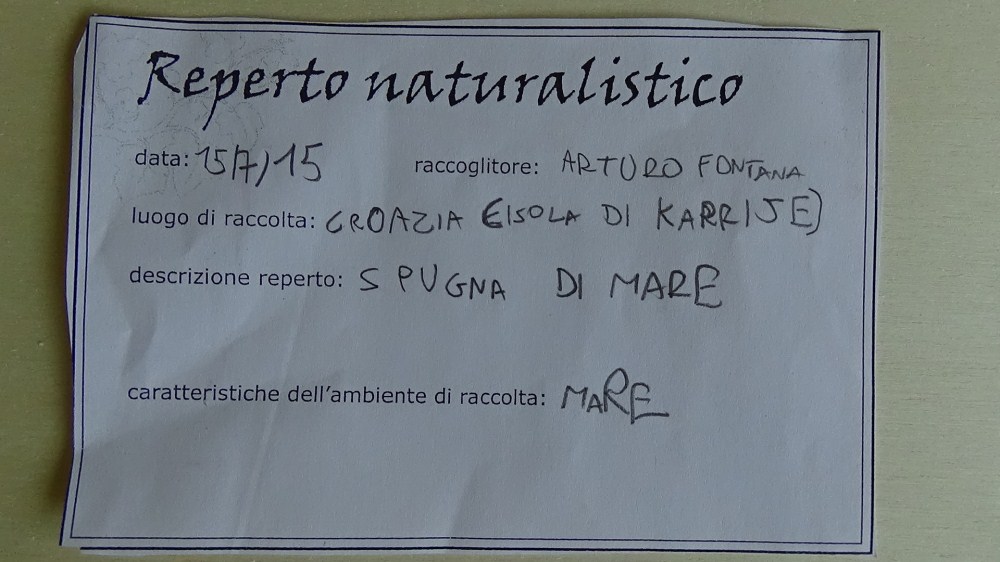 Reperto naturalistico
data: 15/7/15 raccoglitore: ARTURO FONTANA
luogo di raccolta: CROAZIA (ISOLA DI KARRIJE)
descrizione reperto: SPUGNA DI MARE
caratteristiche dell'ambiente di raccolta: MARE